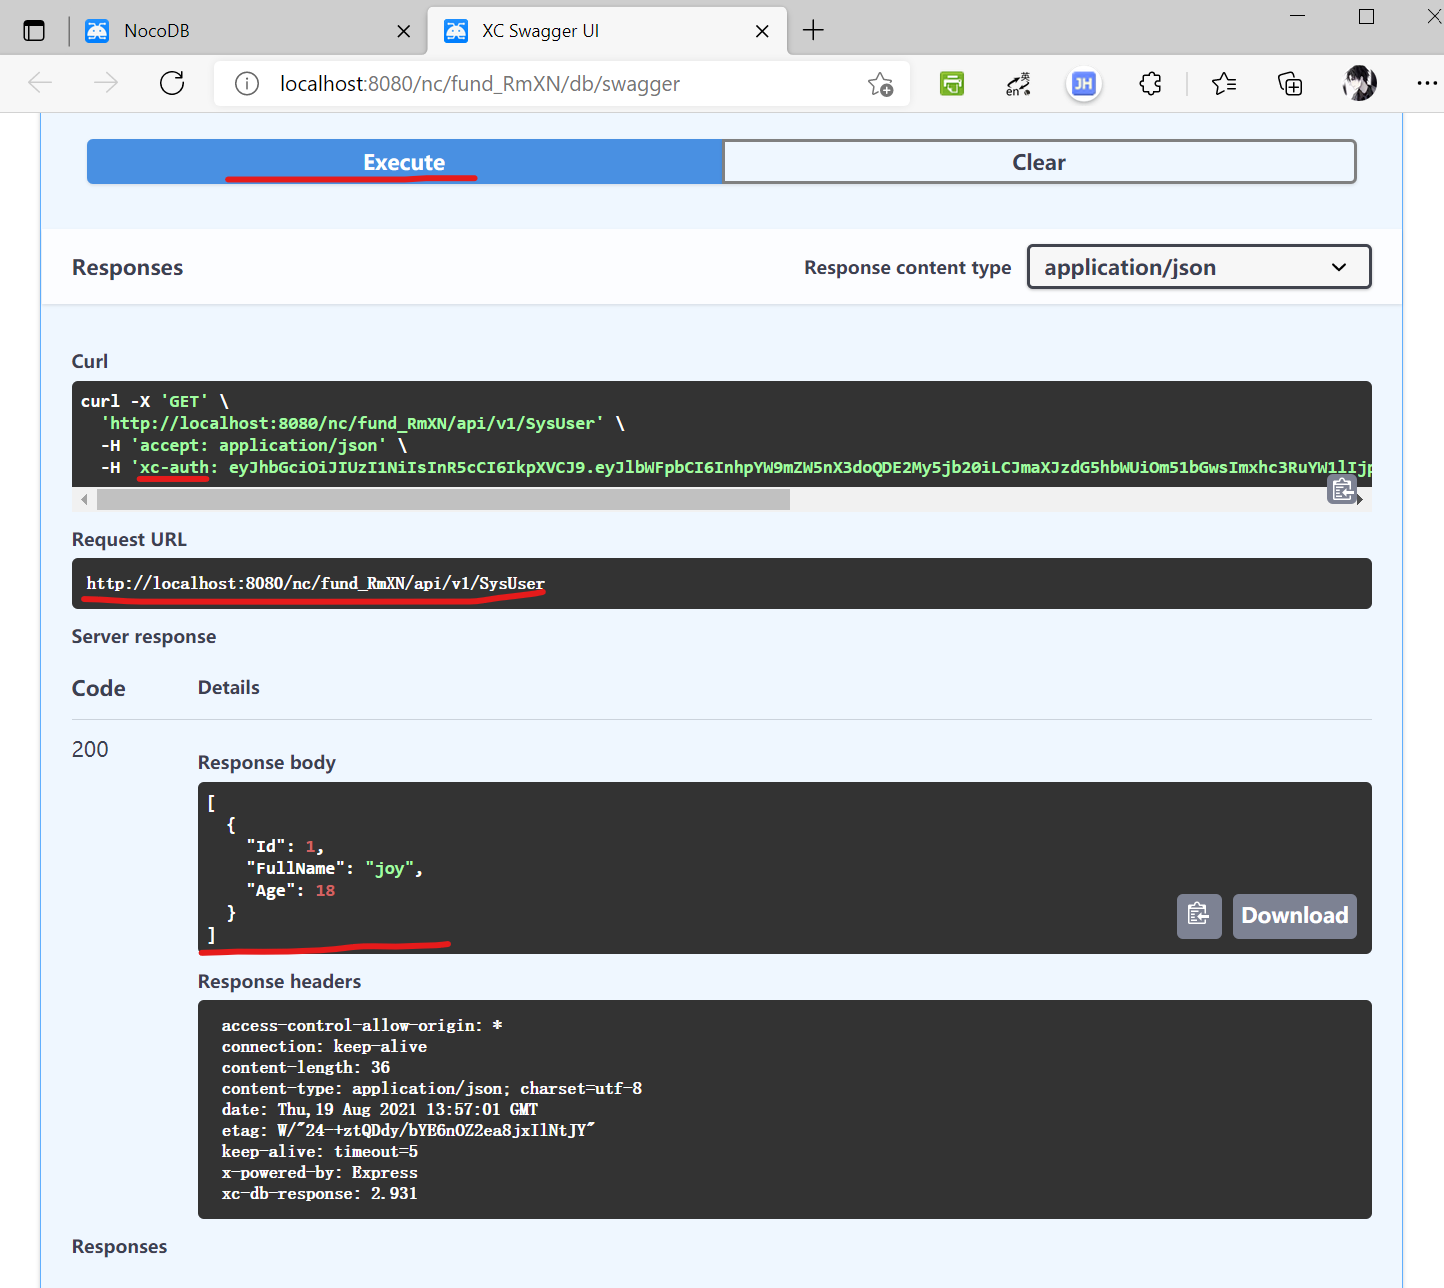 NocoDB
XC Swagger UI
localhost:8080/nc/fund_RmXN/db/swagger
英
en
JH
Execute
Clear
Responses
Response content type
application/json
Curl
curl -X 'GET' \
'http://localhost:8080/nc/fund_RmXN/api/v1/SysUser' \
-H 'accept: application/json' \
-H 'xc-auth: eyJhbGciOiJIUzI1NiIsInR5cCI6IkpXVCJ9.eyJlbWFpbCI6InhpYW9mZW5nX3doQDE2My5jb20iLCJmaXJzdG5hbWUiOm51bGwsImxhc3RuYW1lIjp
Request URL
http://localhost:8080/nc/fund_RmXN/api/v1/SysUser
Server response
Code
Details
200
Response body
[
{
"Id": 1,
"FullName": "joy",
"Age": 18
}
]
Download
Response headers
access-control-allow-origin: *
connection: keep-alive
content-length: 36
content-type: application/json; charset=utf-8
date: Thu,19 Aug 2021 13:57:01 GMT
etag: W/"24-+ztQDdy/bYE6nOZ2ea8jxIlNtJY"
keep-alive: timeout=5
x-powered-by: Express
xc-db-response: 2.931
Responses